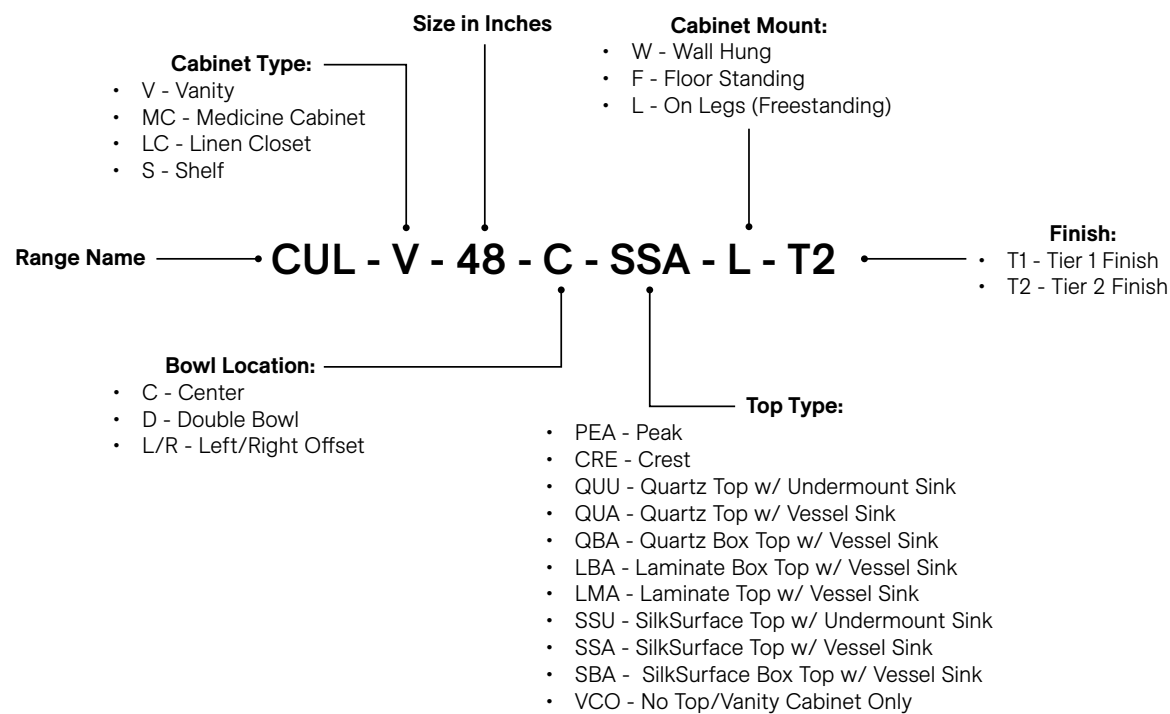 Size in Inches
Cabinet Mount:
• W - Wall Hung
• F - Floor Standing
• L - On Legs (Freestanding)
Cabinet Type:
• V - Vanity
• MC - Medicine Cabinet
• LC - Linen Closet
• S - Shelf
Range Name
CUL - V - 48 - C - SSA - L - T2
Finish:
• T1 - Tier 1 Finish
• T2 - Tier 2 Finish
Bowl Location:
• C - Center
• D - Double Bowl
• L/R - Left/Right Offset
Top Type:
• PEA - Peak
• CRE - Crest
• QUU - Quartz Top w/ Undermount Sink
• QUA - Quartz Top w/ Vessel Sink
• QBA - Quartz Box Top w/ Vessel Sink
• LBA - Laminate Box Top w/ Vessel Sink
• LMA - Laminate Top w/ Vessel Sink
• SSU - SilkSurface Top w/ Undermount Sink
• SSA - SilkSurface Top w/ Vessel Sink
• SBA -  SilkSurface Box Top w/ Vessel Sink
• VCO - No Top/Vanity Cabinet Only